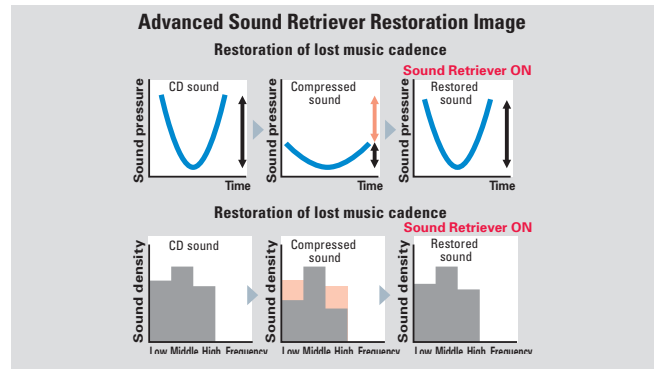 Advanced Sound Retriever Restoration Image
Restoration of lost music cadence
Sound Retriever ON
CD sound
Compressed
sound
Restored
sound
Sound pressure
Sound pressure
Sound pressure
Time
Time
Time
Restoration of lost music cadence
Sound Retriever ON
CD sound
Compressed
sound
Restored
sound
Sound density
Sound density
Sound density
Low Middle High Frequency
Low Middle High Frequency
Low Middle High Frequency